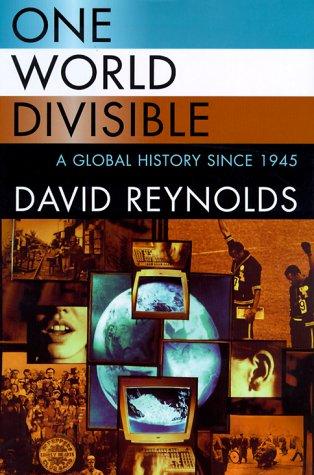 ONE
WORLD
DIVISIBLE
A GLOBAL HISTORY SINCE 1945
DAVID REYNOLDS